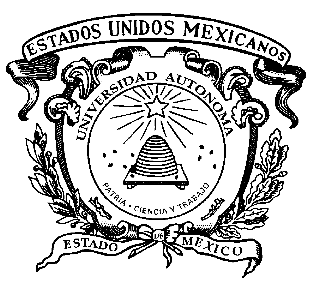 ESTADOS UNIDOS MEXICANOS
UNIVERSIDAD AUTONOMA
PATRIA • CIENCIA Y TRABAJO
ESTADO DE MEXICO